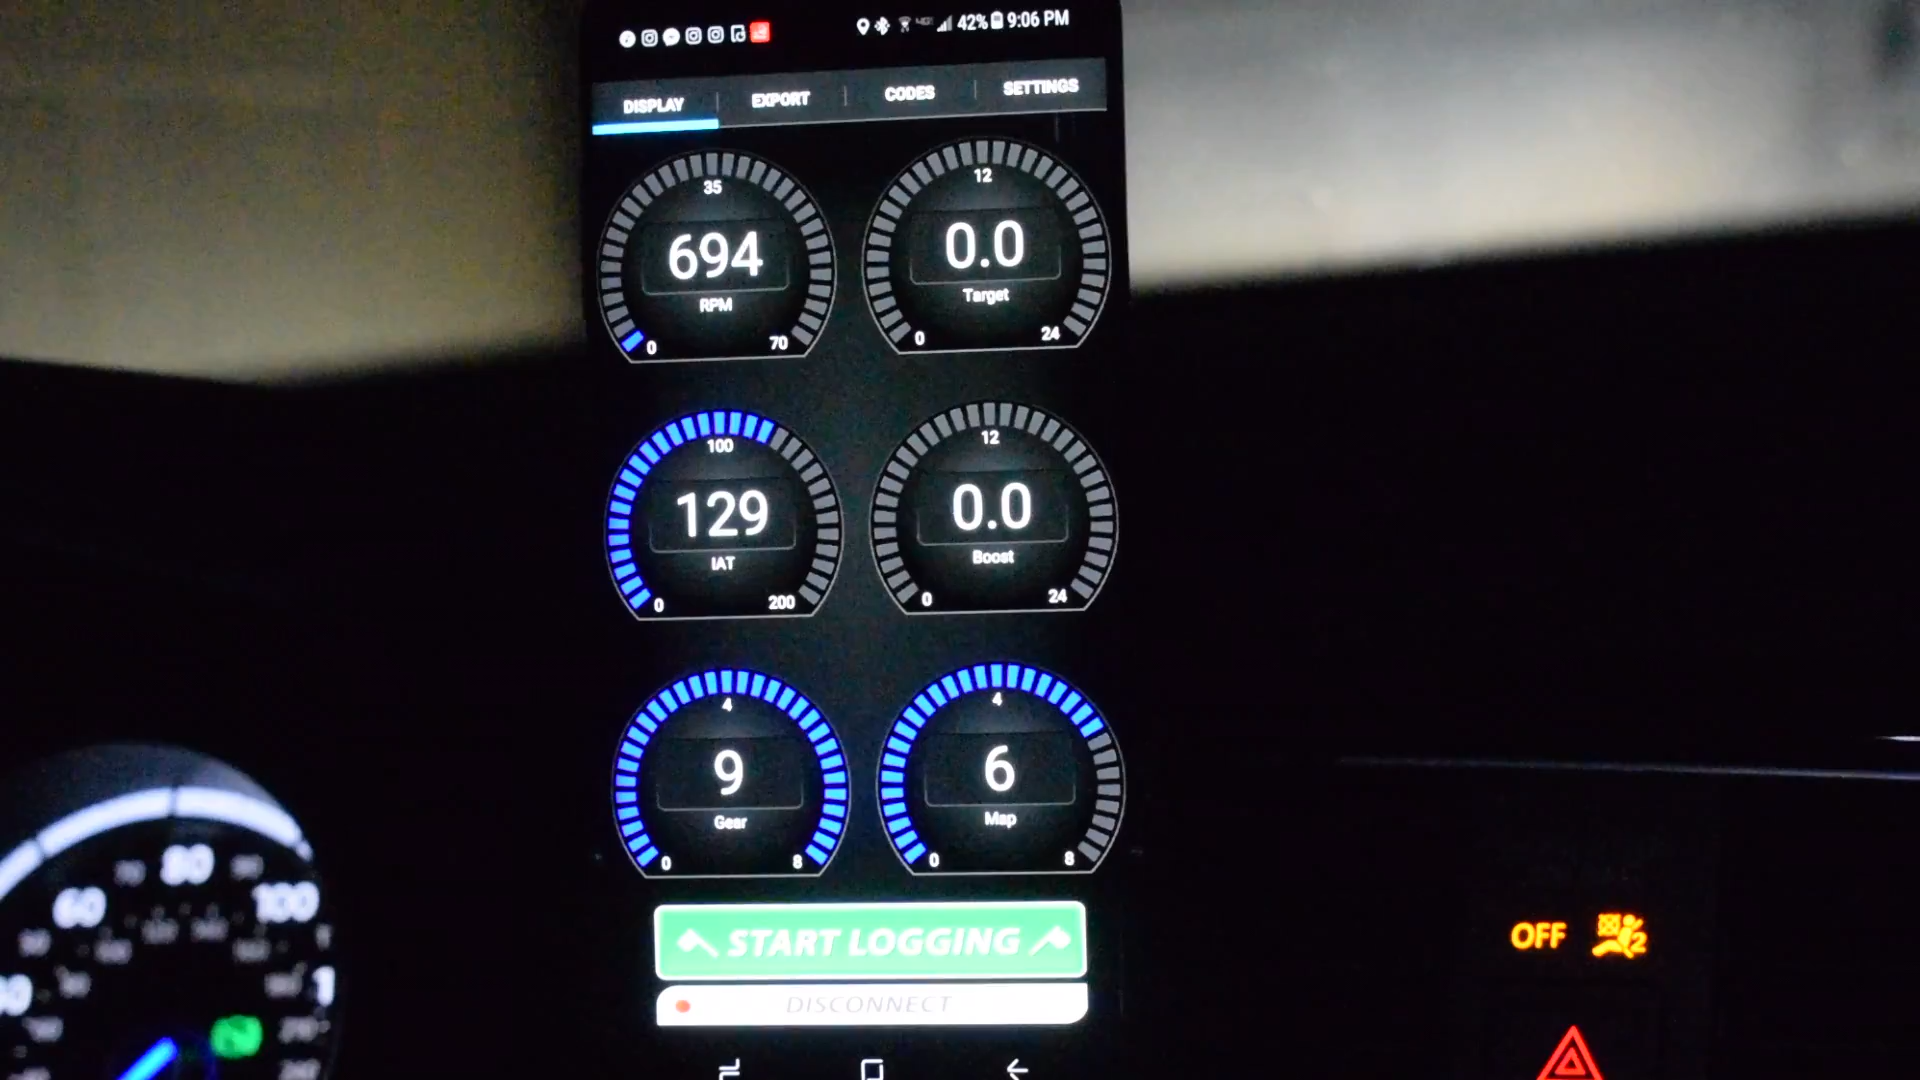 42% 9:06 PM
DISPLAY EXPORT CODES SETTINGS
35 12
694 0.0
RPM Target
0 70 0 24
100 12
129 0.0
IAT Boost
0 200 0 24
4 4
9 6
Gear Map
0 8 0 8
START LOGGING
DISCONNECT
80
60 100
OFF 2